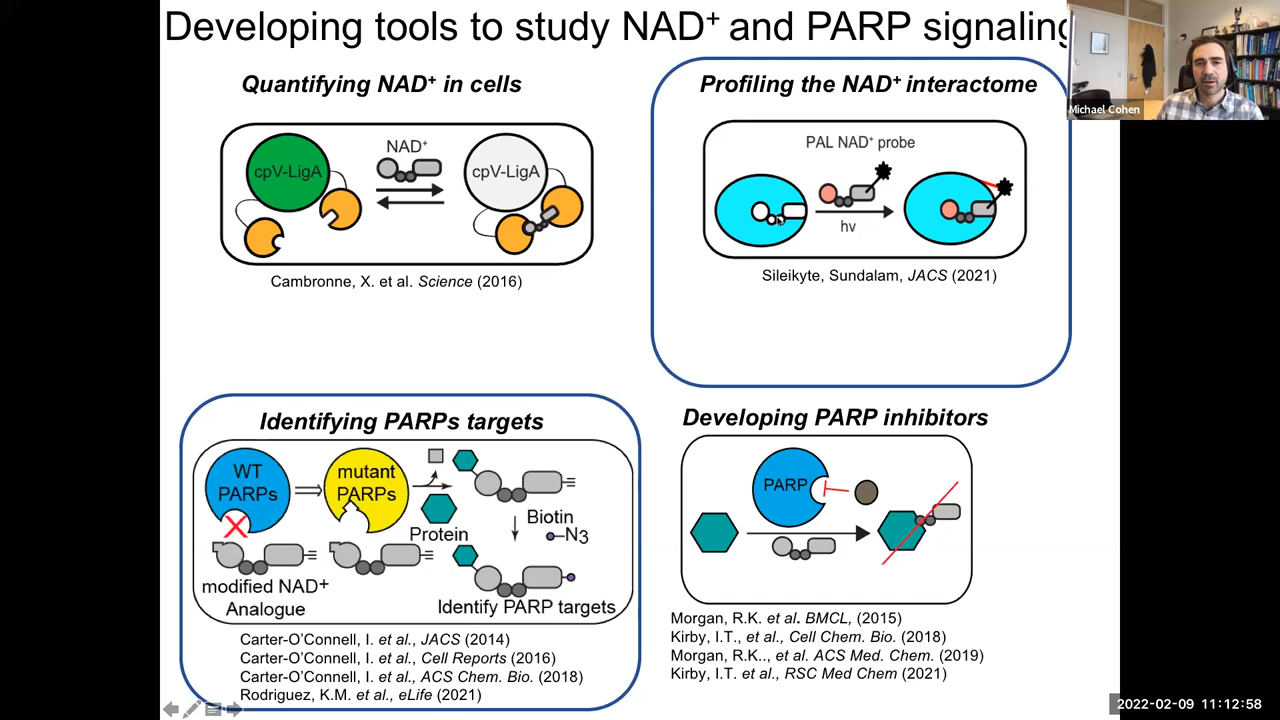 Developing tools to study NAD+ and PARP signaling
Michael Cohen
Quantifying NAD+ in cells
cpV-LigA
NAD+
cpV-LigA
Cambronne, X. et al. Science (2016)
Profiling the NAD+ interactome
PAL NAD+ probe
hv
Sileikyte, Sundalam, JACS (2021)
Identifying PARPs targets
WT
PARPs
mutant
PARPs
Protein
Biotin
N3
modified NAD+
Analogue
Identify PARP targets
Carter-O'Connell, I. et al., JACS (2014)
Carter-O'Connell, I. et al., Cell Reports (2016)
Carter-O'Connell, I. et al., ACS Chem. Bio. (2018)
Rodriguez, K.M. et al., eLife (2021)
Developing PARP inhibitors
PARP
Morgan, R.K. et al. BMCL, (2015)
Kirby, I.T., et al., Cell Chem. Bio. (2018)
Morgan, R.K.., et al. ACS Med. Chem. (2019)
Kirby, I.T. et al., RSC Med Chem (2021)
2022-02-09 11:12:58